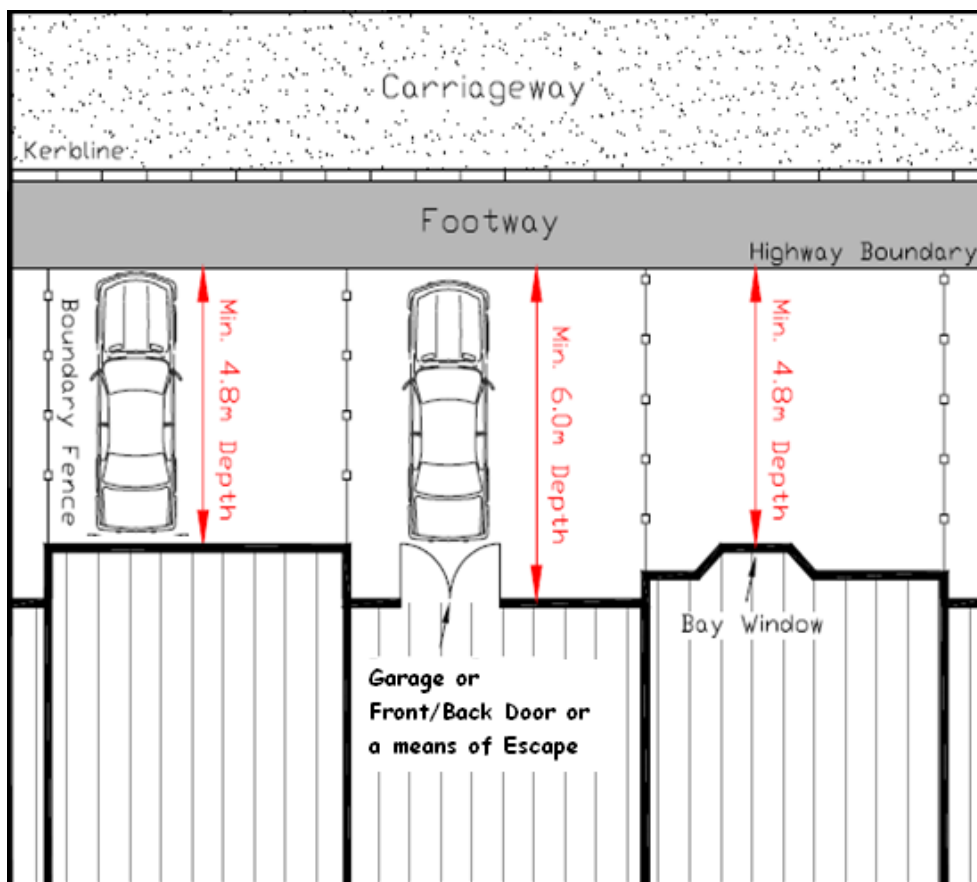 Carriageway
Kerbline
Footway
Highway Boundary
Boundary Fence
Min. 4.8m Depth
Min. 6.0m Depth
Min. 4.8m Depth
Bay Window
Garage or
Front/Back Door or
a means of Escape